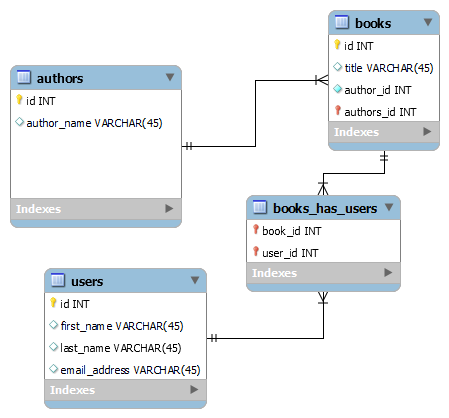 books
id INT
title VARCHAR(45)
author_id INT
authors_id INT
Indexes
authors
id INT
author_name VARCHAR(45)
Indexes
books_has_users
book_id INT
user_id INT
Indexes
users
id INT
first_name VARCHAR(45)
last_name VARCHAR(45)
email_address VARCHAR(45)
Indexes